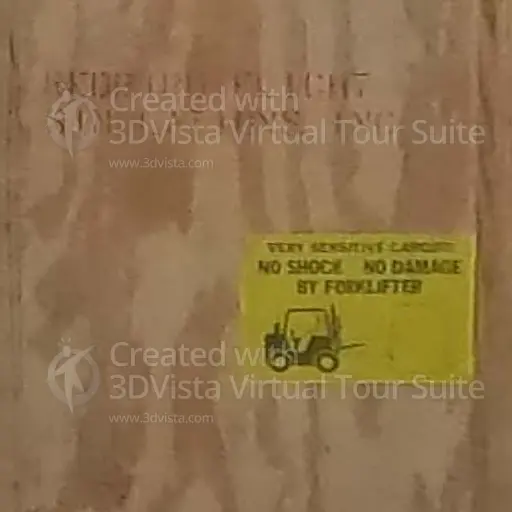 Created with
3DVista Virtual Tour Suite
www.3dvista.com
VERY SENSITIVE CARGO!!!
NO SHOCK NO DAMAGE
BY FORKLIFTER
Created with
3DVista Virtual Tour Suite
www.3dvista.com